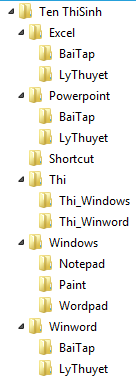 Ten ThiSinh
Excel
BaiTap
LyThuyet
Powerpoint
BaiTap
LyThuyet
Shortcut
Thi
Thi_Windows
Thi_Winword
Windows
Notepad
Paint
Wordpad
Winword
BaiTap
LyThuyet